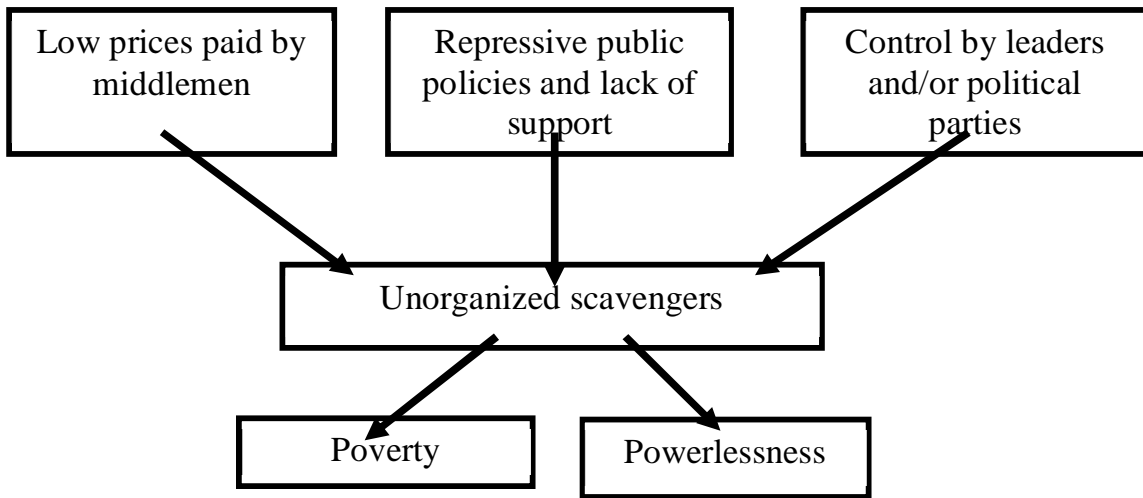 Low prices paid by
middlemen
Repressive public
policies and lack of
support
Control by leaders
and/or political
parties
Unorganized scavengers
Poverty
Powerlessness